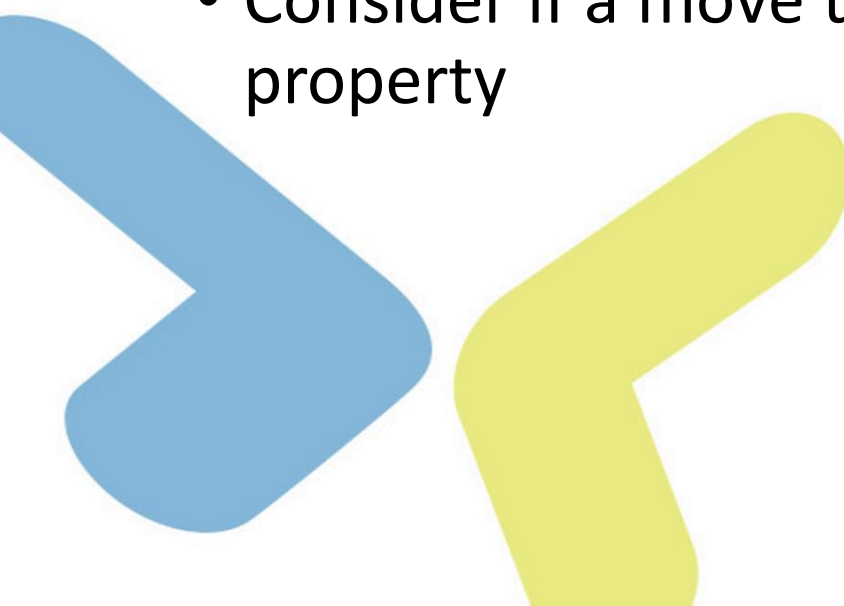 • Consider if a move t
property